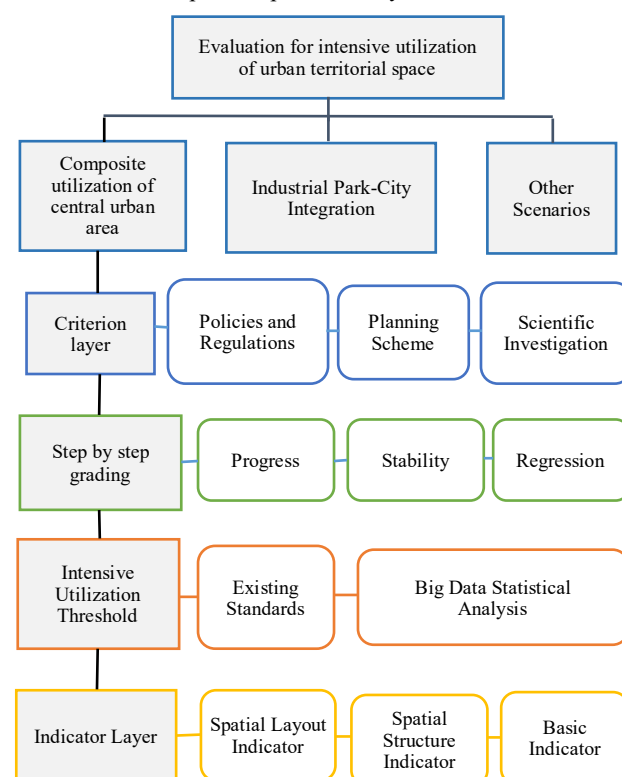 Evaluation for intensive utilization
of urban territorial space
Composite
utilization of
central urban
area
Industrial Park-City
Integration
Other
Scenarios
Criterion
layer
Policies and
Regulations
Planning
Scheme
Scientific
Investigation
Step by step
grading
Progress
Stability
Regression
Intensive
Utilization
Threshold
Existing
Standards
Big Data Statistical
Analysis
Indicator Layer
Spatial Layout
Indicator
Spatial
Structure
Indicator
Basic
Indicator